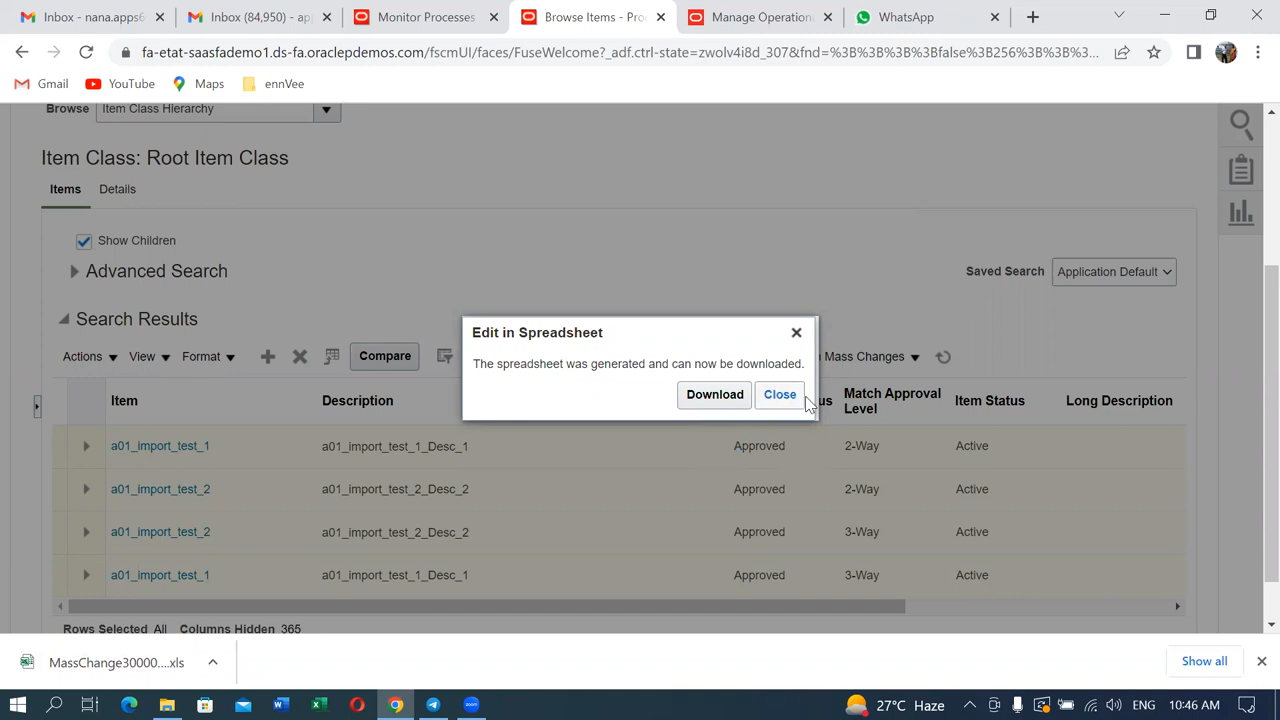 Inbox - nana.apps6
Inbox (84,950) - ap
Monitor Processes
Browse Items - Pro
Manage Operation
WhatsApp
fa-etat-saasfademo1.ds-fa.oraclepdemos.com/fscmUI/faces/FuseWelcome?_adf.ctrl-state=zwolv4i3d_307&fnd=%3B%3B%3B%3Bfalse%3B256%3B%3B%3...
Gmail
YouTube
Maps
ennVee
Browse Item Class Hierarchy
Item Class: Root Item Class
Items Details
Show Children
Advanced Search
Saved Search Application Default
Search Results
Edit in Spreadsheet
The spreadsheet was generated and can now be downloaded.
Download Close
Actions View Format Compare Mass Changes
Item Description Match Approval Level Item Status Long Description
a01_import_test_1 a01_import_test_1_Desc_1 Approved 2-Way Active
a01_import_test_2 a01_import_test_2_Desc_2 Approved 2-Way Active
a01_import_test_2 a01_import_test_2_Desc_2 Approved 3-Way Active
a01_import_test_1 a01_import_test_1_Desc_1 Approved 3-Way Active
Rows Selected All Columns Hidden 365
MassChange30000....xls
Show all
27°C Haze
ENG
10:46 AM